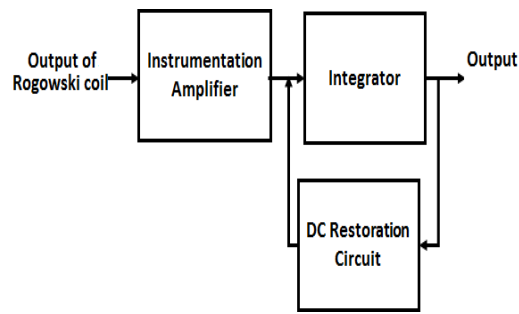 Output of
Rogowski coil
Instrumentation
Amplifier
Integrator
Output
DC Restoration
Circuit